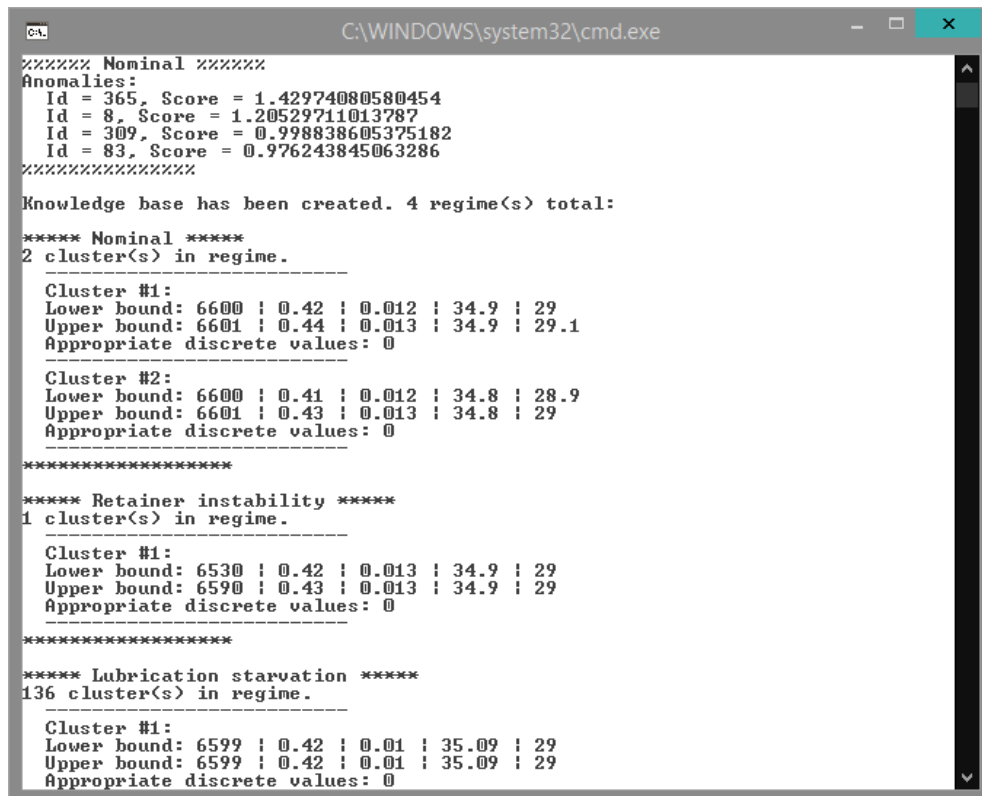 C:\WINDOWS\system32\cmd.exe
%%%%%% Nominal %%%%%%
Anomalies:
  Id = 365, Score = 1.42974080580454
  Id = 8, Score = 1.20529711013787
  Id = 309, Score = 0.998838605375182
  Id = 83, Score = 0.976243845063286
%%%%%%%%%%%%%%%
Knowledge base has been created. 4 regime(s) total:
***** Nominal *****
2 cluster(s) in regime.
  --------------------------
  Cluster #1:
  Lower bound: 6600 ¦ 0.42 ¦ 0.012 ¦ 34.9 ¦ 29
  Upper bound: 6601 ¦ 0.44 ¦ 0.013 ¦ 34.9 ¦ 29.1
  Appropriate discrete values: 0
  --------------------------
  Cluster #2:
  Lower bound: 6600 ¦ 0.41 ¦ 0.012 ¦ 34.8 ¦ 28.9
  Upper bound: 6601 ¦ 0.43 ¦ 0.013 ¦ 34.8 ¦ 29
  Appropriate discrete values: 0
  --------------------------
******************
***** Retainer instability *****
1 cluster(s) in regime.
  --------------------------
  Cluster #1:
  Lower bound: 6530 ¦ 0.42 ¦ 0.013 ¦ 34.9 ¦ 29
  Upper bound: 6590 ¦ 0.43 ¦ 0.013 ¦ 34.9 ¦ 29
  Appropriate discrete values: 0
  --------------------------
******************
***** Lubrication starvation *****
136 cluster(s) in regime.
  --------------------------
  Cluster #1:
  Lower bound: 6599 ¦ 0.42 ¦ 0.01 ¦ 35.09 ¦ 29
  Upper bound: 6599 ¦ 0.42 ¦ 0.01 ¦ 35.09 ¦ 29
  Appropriate discrete values: 0